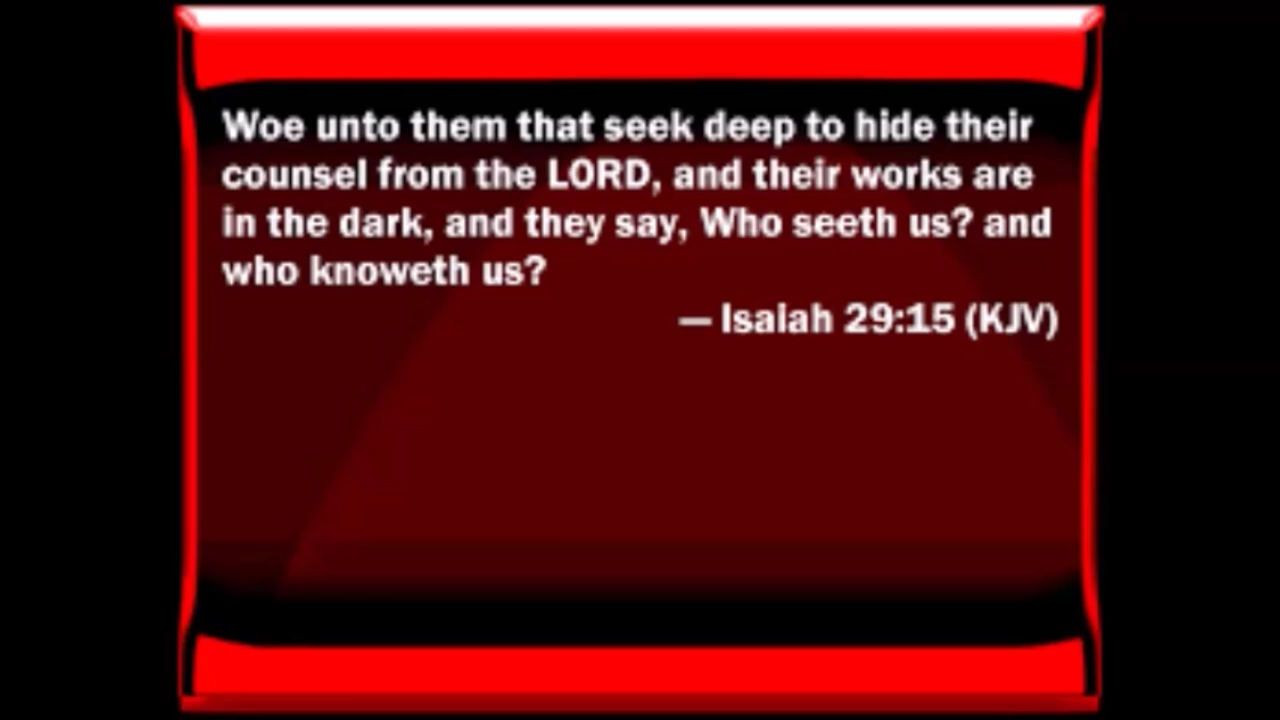 Woe unto them that seek deep to hide their
counsel from the LORD, and their works are
in the dark, and they say, Who seeth us? and
who knoweth us?
— Isaiah 29:15 (KJV)